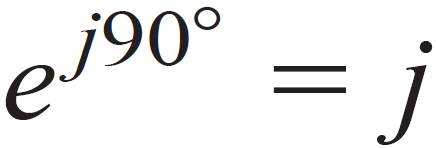 e^{j90°} = j